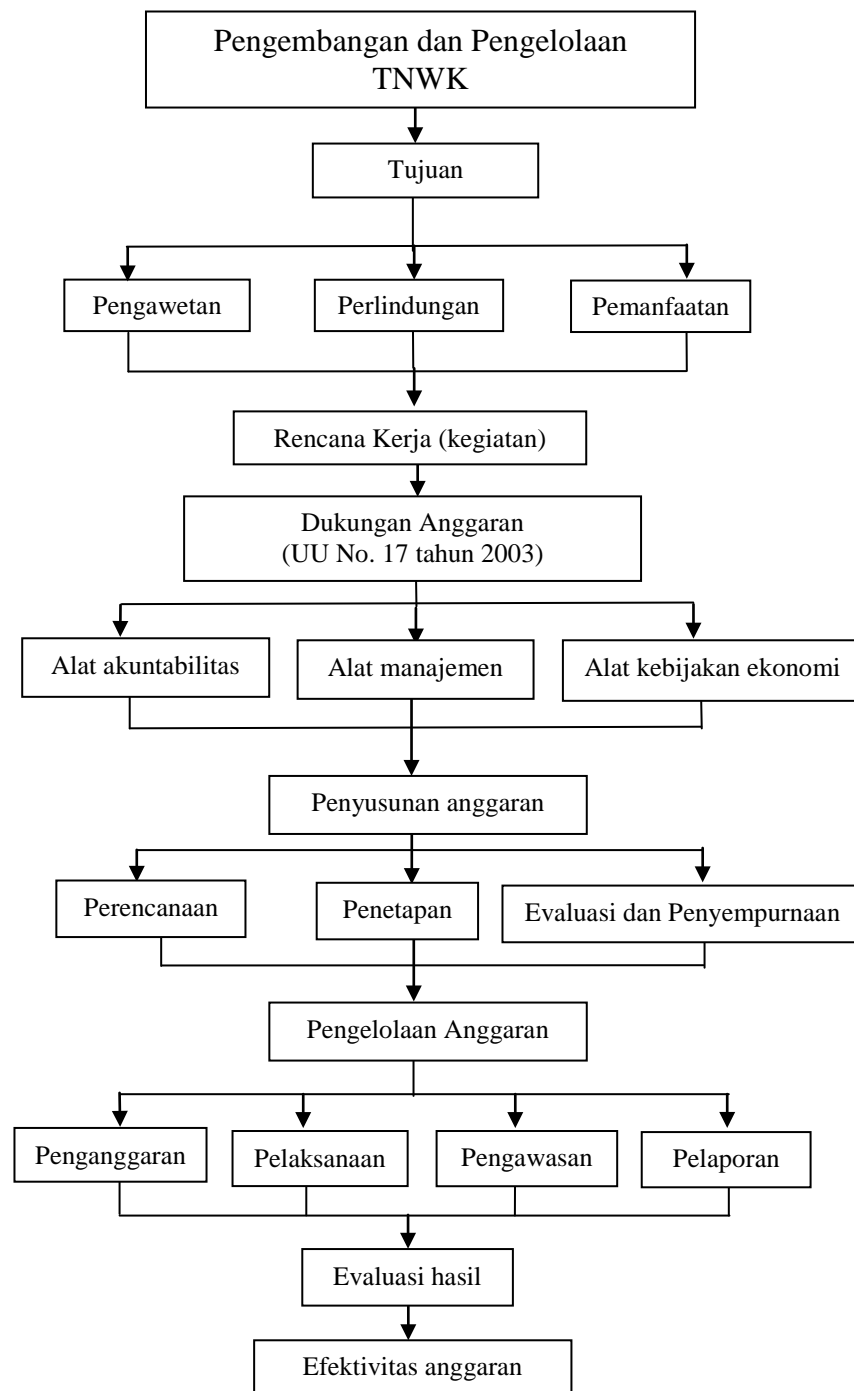 Pengembangan dan Pengelolaan
TNWK
Tujuan
Pengawetan
Perlindungan
Pemanfaatan
Rencana Kerja (kegiatan)
Dukungan Anggaran
(UU No. 17 tahun 2003)
Alat akuntabilitas
Alat manajemen
Alat kebijakan ekonomi
Penyusunan anggaran
Perencanaan
Penetapan
Evaluasi dan Penyempurnaan
Pengelolaan Anggaran
Penganggaran
Pelaksanaan
Pengawasan
Pelaporan
Evaluasi hasil
Efektivitas anggaran